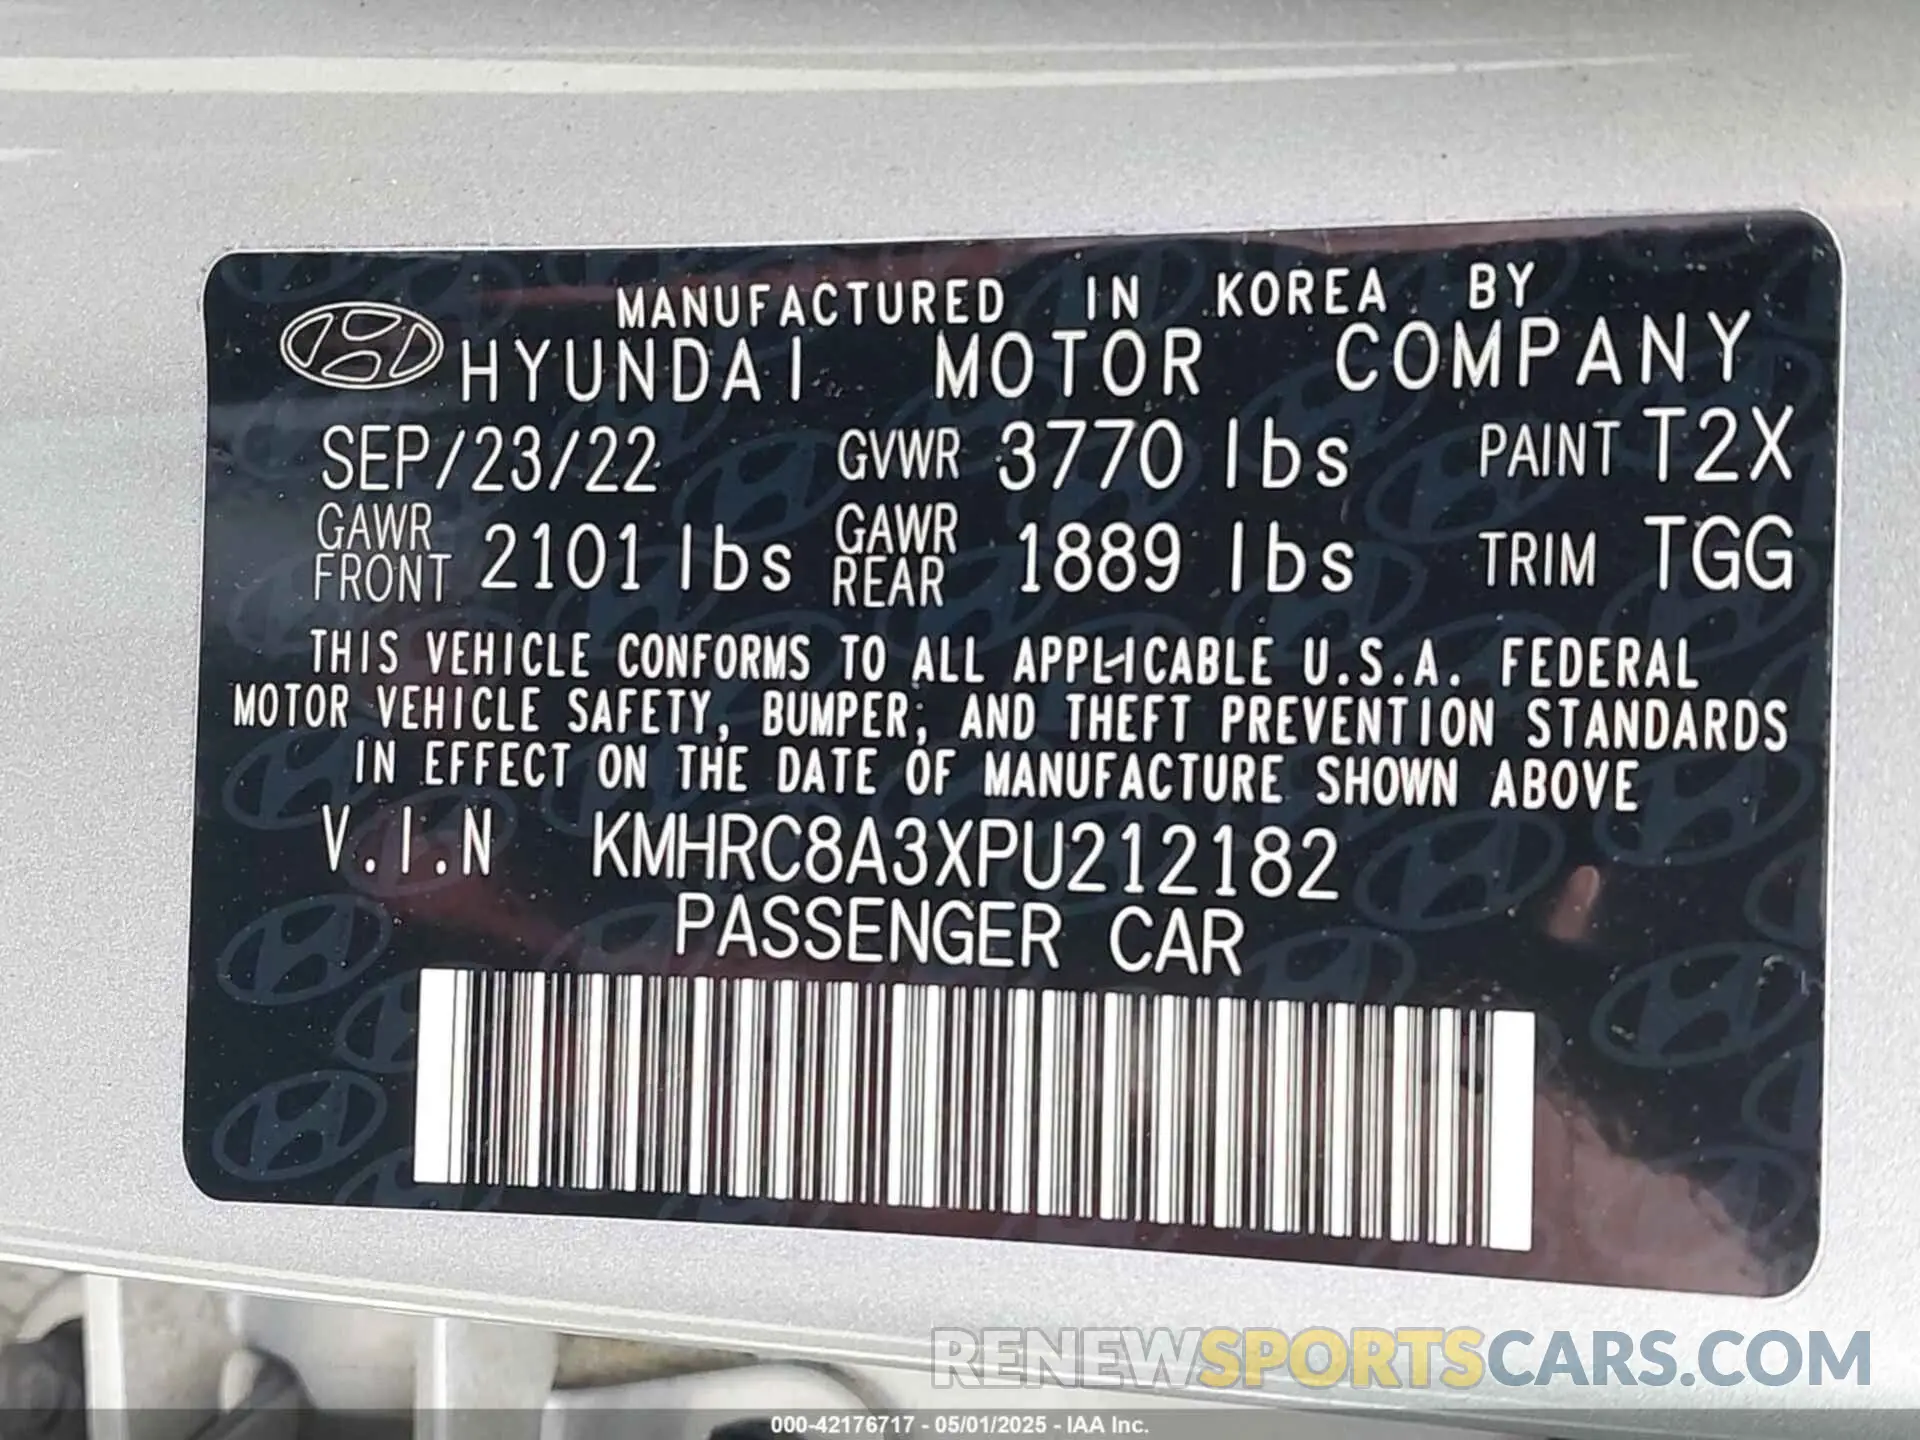 MANUFACTURED IN KOREA BY
HYUNDAI MOTOR COMPANY
SEP/23/22 GVWR 3770 lbs PAINT T2X
GAWR FRONT 2101 lbs GAWR REAR 1889 lbs TRIM TGG
THIS VEHICLE CONFORMS TO ALL APPLICABLE U.S.A. FEDERAL
MOTOR VEHICLE SAFETY, BUMPER, AND THEFT PREVENTION STANDARDS
IN EFFECT ON THE DATE OF MANUFACTURE SHOWN ABOVE
V.I.N KMHRC8A3XPU212182
PASSENGER CAR
RENEWSPORTSCARS.COM
000-42176717 - 05/01/2025 - IAA Inc.